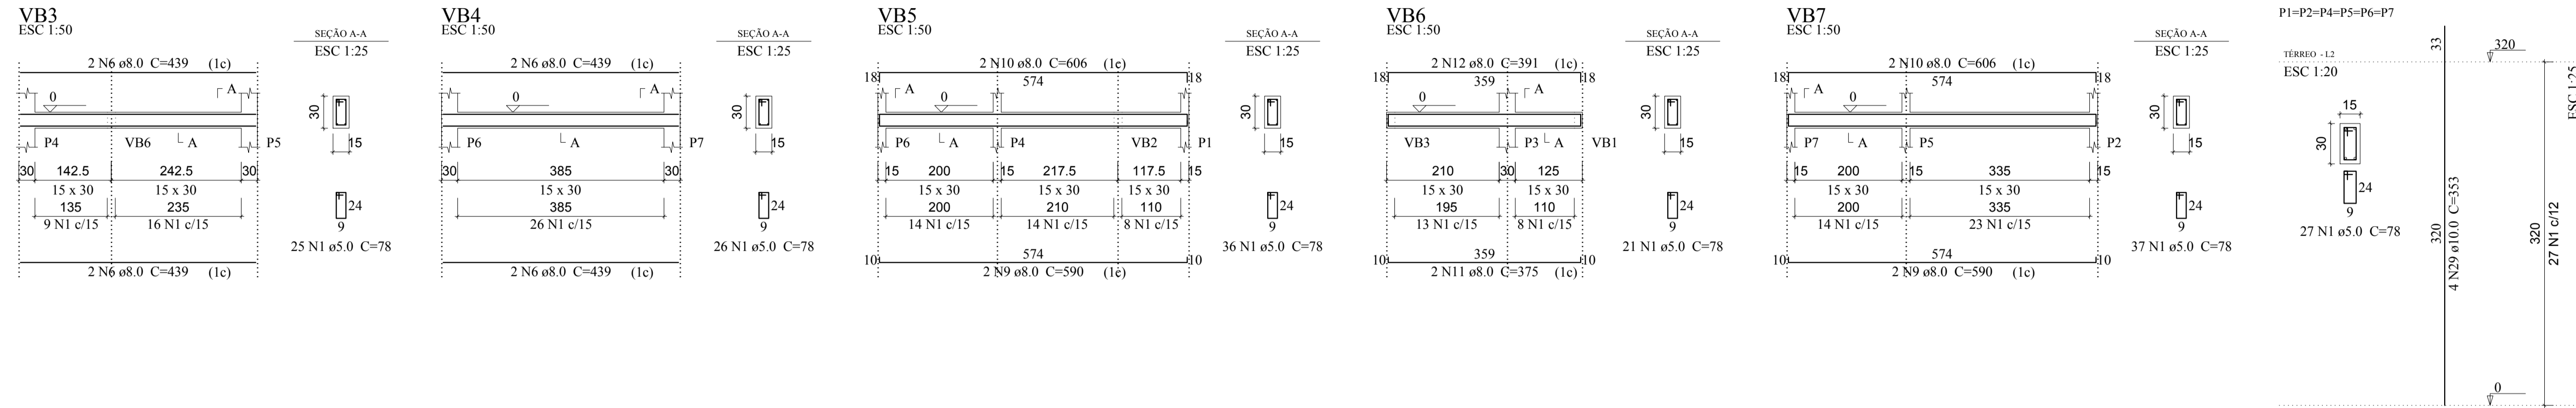 VB3
ESC 1:50
SEÇÃO A-A
ESC 1:25
2 N6 ø8.0 C=439 (1c)
A
0
30
P4 VB6 A P5
15
30 142.5 242.5 30
15 x 30 15 x 30
135 235
9 N1 c/15 16 N1 c/15
24
9
25 N1 ø5.0 C=78
2 N6 ø8.0 C=439 (1c)
VB4
ESC 1:50
SEÇÃO A-A
ESC 1:25
2 N6 ø8.0 C=439 (1c)
A
0
30
P6 A P7
15
30 385 30
15 x 30
385
26 N1 c/15
24
9
26 N1 ø5.0 C=78
2 N6 ø8.0 C=439 (1c)
VB5
ESC 1:50
SEÇÃO A-A
ESC 1:25
2 N10 ø8.0 C=606 (1c)
18 574 18
A
0
30
P6 A P4 VB2 P1
15
15 200 15 217.5 117.5 15
15 x 30 15 x 30 15 x 30
200 210 110
14 N1 c/15 14 N1 c/15 8 N1 c/15
24
9
36 N1 ø5.0 C=78
10 574 10
2 N9 ø8.0 C=590 (1c)
VB6
ESC 1:50
SEÇÃO A-A
ESC 1:25
2 N12 ø8.0 C=391 (1c)
18 359 18
A
0
30
VB3 P3 A VB1
15
210 30 125
15 x 30 15 x 30
195 110
13 N1 c/15 8 N1 c/15
24
9
21 N1 ø5.0 C=78
10 359 10
2 N11 ø8.0 C=375 (1c)
VB7
ESC 1:50
SEÇÃO A-A
ESC 1:25
2 N10 ø8.0 C=606 (1c)
18 574 18
A
0
30
P7 A P5 P2
15
15 200 15 335 15
15 x 30 15 x 30
200 335
14 N1 c/15 23 N1 c/15
24
9
37 N1 ø5.0 C=78
10 574 10
2 N9 ø8.0 C=590 (1c)
P1=P2=P4=P5=P6=P7
TÉRREO - L2
ESC 1:20
15
30
24
9
27 N1 ø5.0 C=78
33
320
320
4 N29 ø10.0 C=353
320
27 N1 c/12
0
ESC 1:25